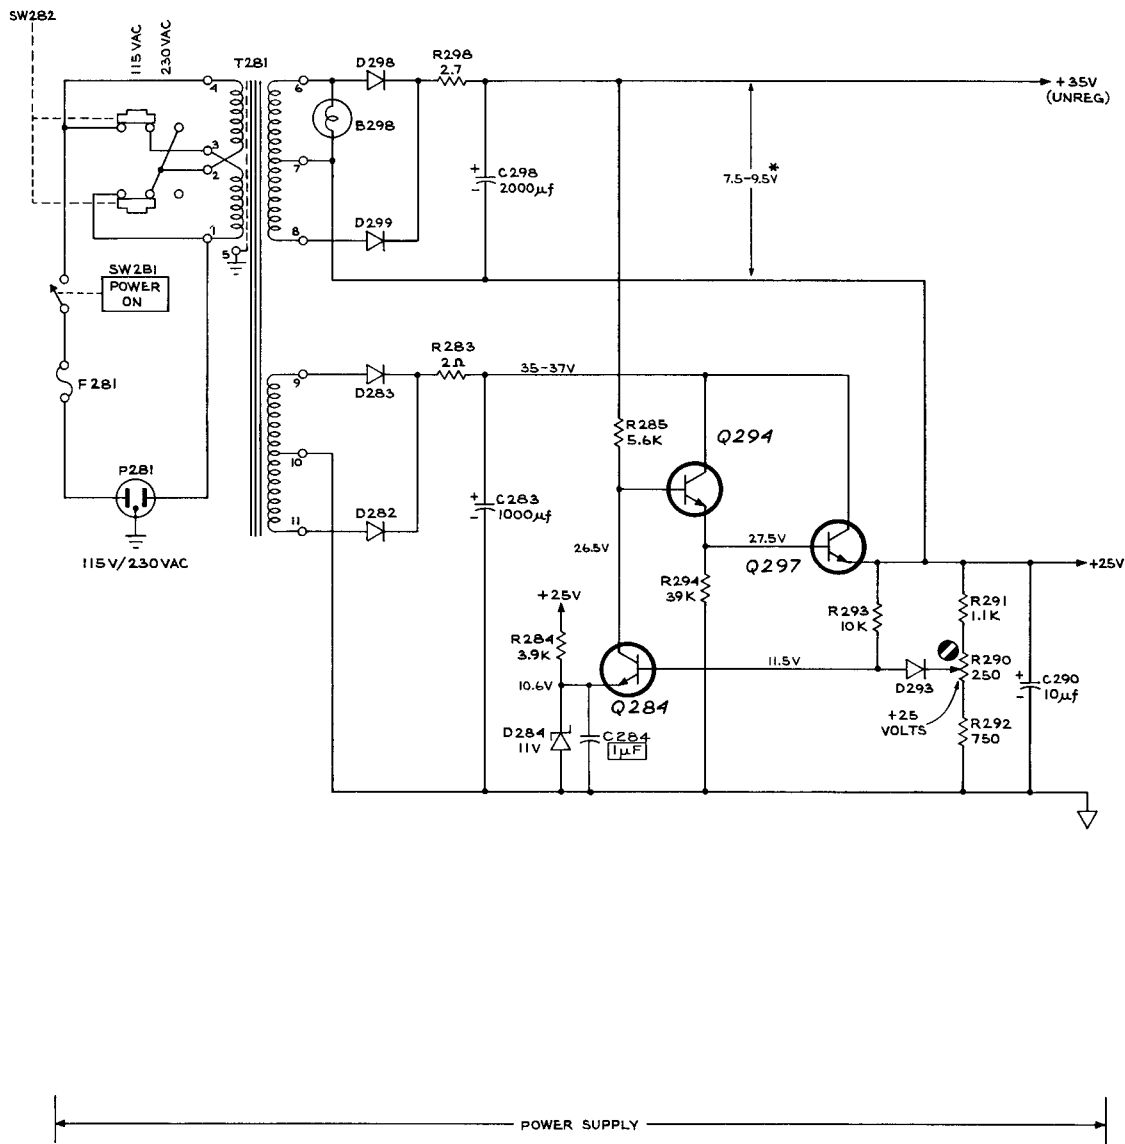 SW282
115VAC
230VAC
T281
4
3
2
1
5
6
7
8
D298
R298
2.7
B298
D299
+
C298
-
2000μf
7.5-9.5V*
+35V
(UNREG)
SW281
POWER
ON
F281
P281
115V/230VAC
9
10
11
D283
R283
2Ω
35-37V
D282
+
C283
-
1000μf
R285
5.6K
Q294
26.5V
27.5V
Q297
R294
39K
+25V
+25V
R284
3.9K
10.6V
Q284
D284
11V
C284
1μF
11.5V
R293
10K
D293
R291
1.1K
R290
250
+25
VOLTS
R292
750
+
C290
-
10μf
POWER SUPPLY